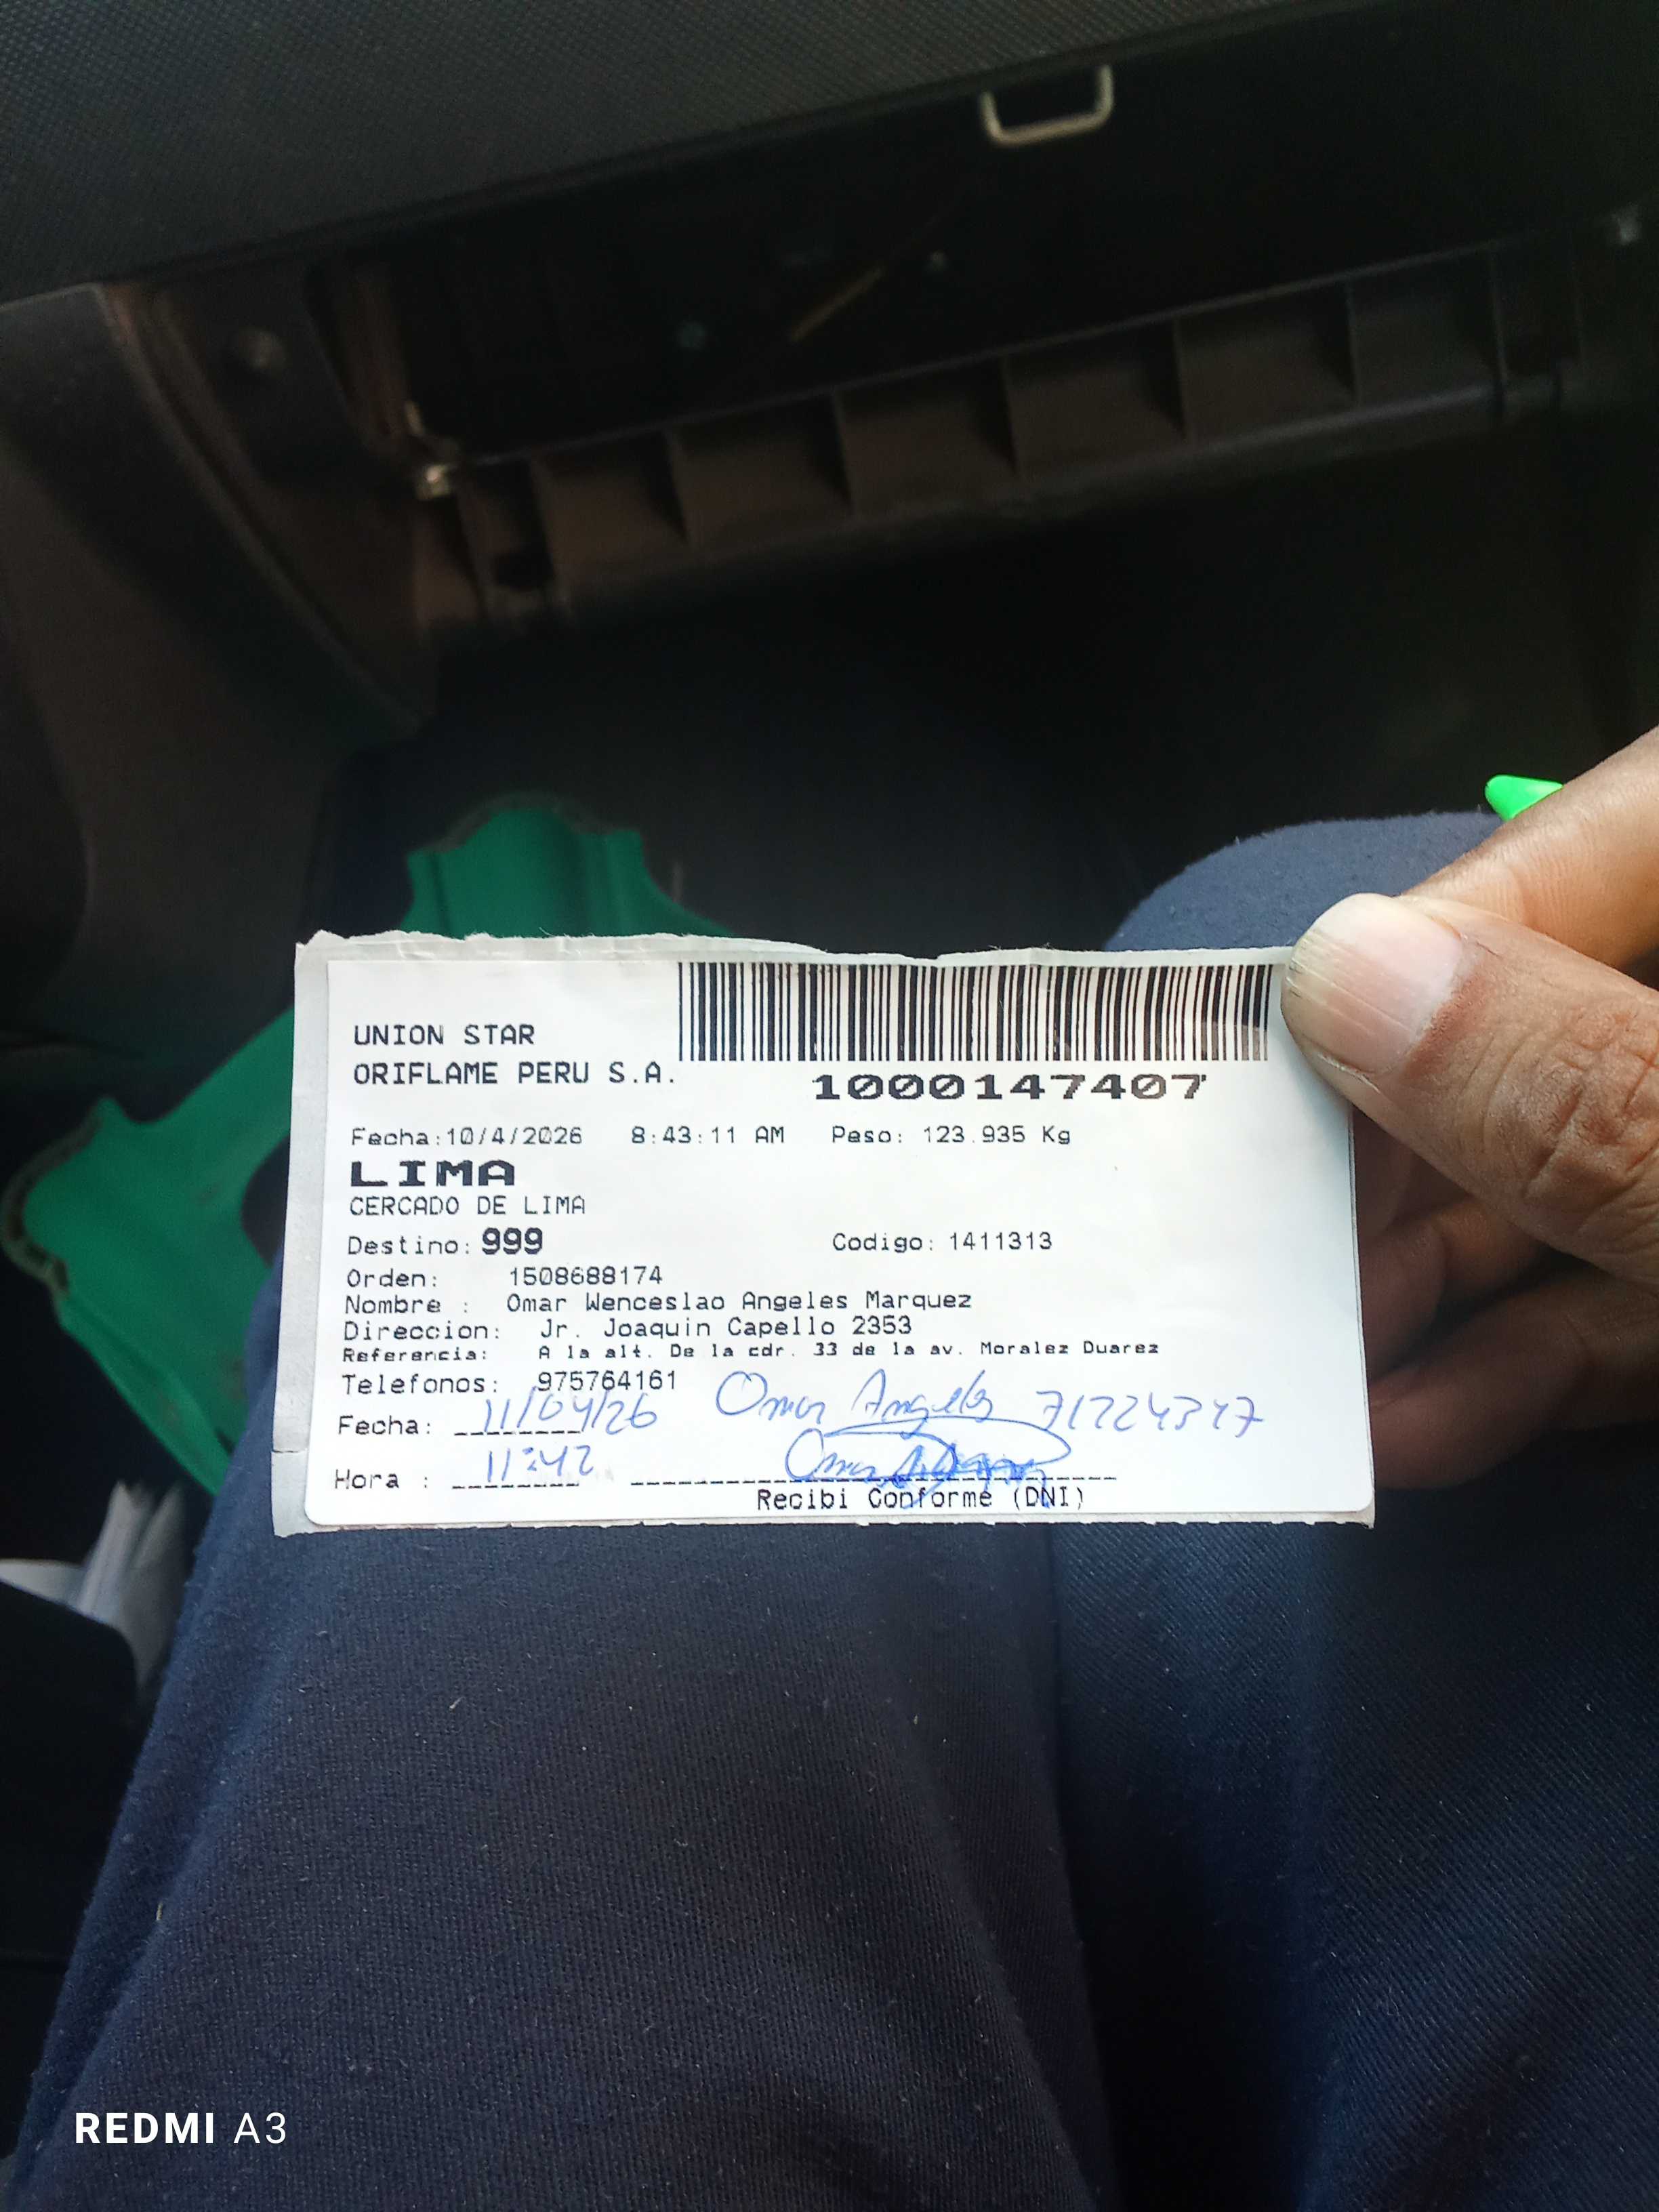 UNION STAR
ORIFLAME PERU S.A.
1000147407
Fecha:10/4/2026 8:43:11 AM Peso: 123.935 Kg
LIMA
CERCADO DE LIMA
Destino: 999 Codigo: 1411313
Orden: 1508688174
Nombre : Omar Wenceslao Angeles Marquez
Direccion: Jr. Joaquin Capello 2353
Referencia: A la alt. De la cdr. 33 de la av. Moralez Duarez
Telefonos: 975764161
Fecha: 11/04/26 Omar Angeles
Hora : 11:42 Omar
Recibi Conforme (DNI)
REDMI A3